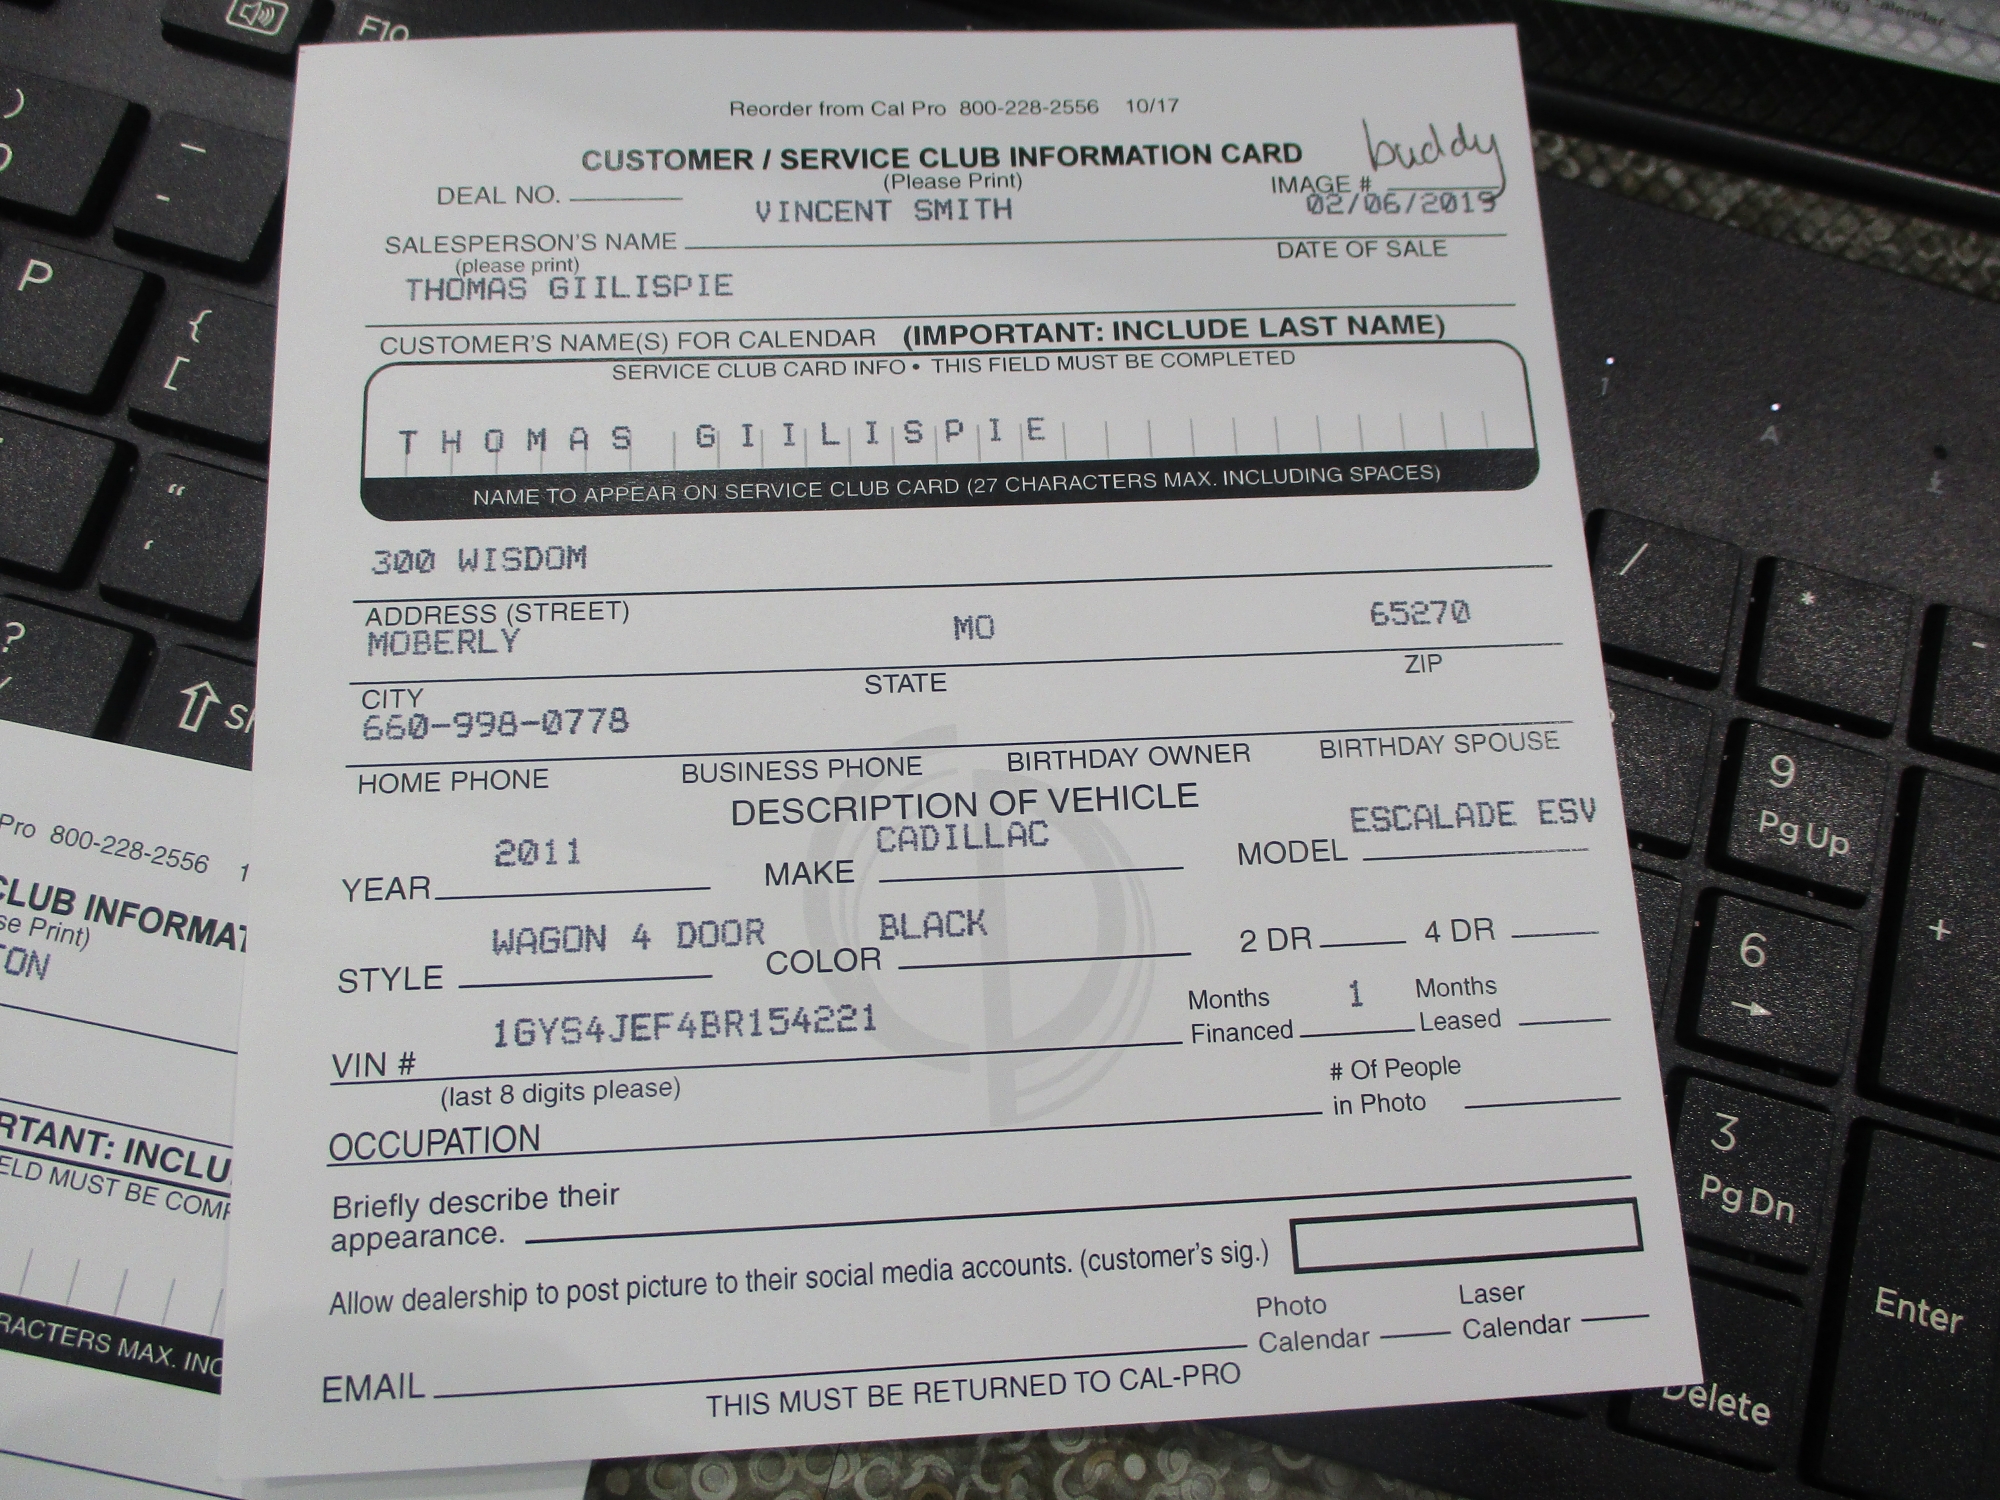 Reorder from Cal Pro 800-228-2556 10/17
CUSTOMER / SERVICE CLUB INFORMATION CARD
buddy
(Please Print)
DEAL NO.
IMAGE #
VINCENT SMITH
02/06/2019
SALESPERSON'S NAME
DATE OF SALE
(please print)
THOMAS GIILISPIE
CUSTOMER'S NAME(S) FOR CALENDAR (IMPORTANT: INCLUDE LAST NAME)
SERVICE CLUB CARD INFO • THIS FIELD MUST BE COMPLETED
THOMAS GIILISPIE
NAME TO APPEAR ON SERVICE CLUB CARD (27 CHARACTERS MAX. INCLUDING SPACES)
300 WISDOM
ADDRESS (STREET)
MOBERLY MO 65270
CITY STATE ZIP
660-998-0778
HOME PHONE BUSINESS PHONE BIRTHDAY OWNER BIRTHDAY SPOUSE
DESCRIPTION OF VEHICLE
2011 CADILLAC ESCALADE ESV
YEAR MAKE MODEL
WAGON 4 DOOR BLACK
STYLE COLOR 2 DR 4 DR
1GYS4JEF4BR154221
Months 1 Months
VIN # Financed Leased
(last 8 digits please)
# Of People
OCCUPATION in Photo
Briefly describe their
appearance.
Allow dealership to post picture to their social media accounts. (customer's sig.)
Photo Laser
EMAIL Calendar Calendar
THIS MUST BE RETURNED TO CAL-PRO
Pro 800-228-2556 1
CLUB INFORMAT
se Print)
TON
RTANT: INCLU
ELD MUST BE COMP
RACTERS MAX. INC
F10
)
0
_
-
P
{
[
"
'
?
/
⇧ Sh
/
*
-
9
Pg Up
+
6
→
3
Pg Dn
Enter
Delete
1
A